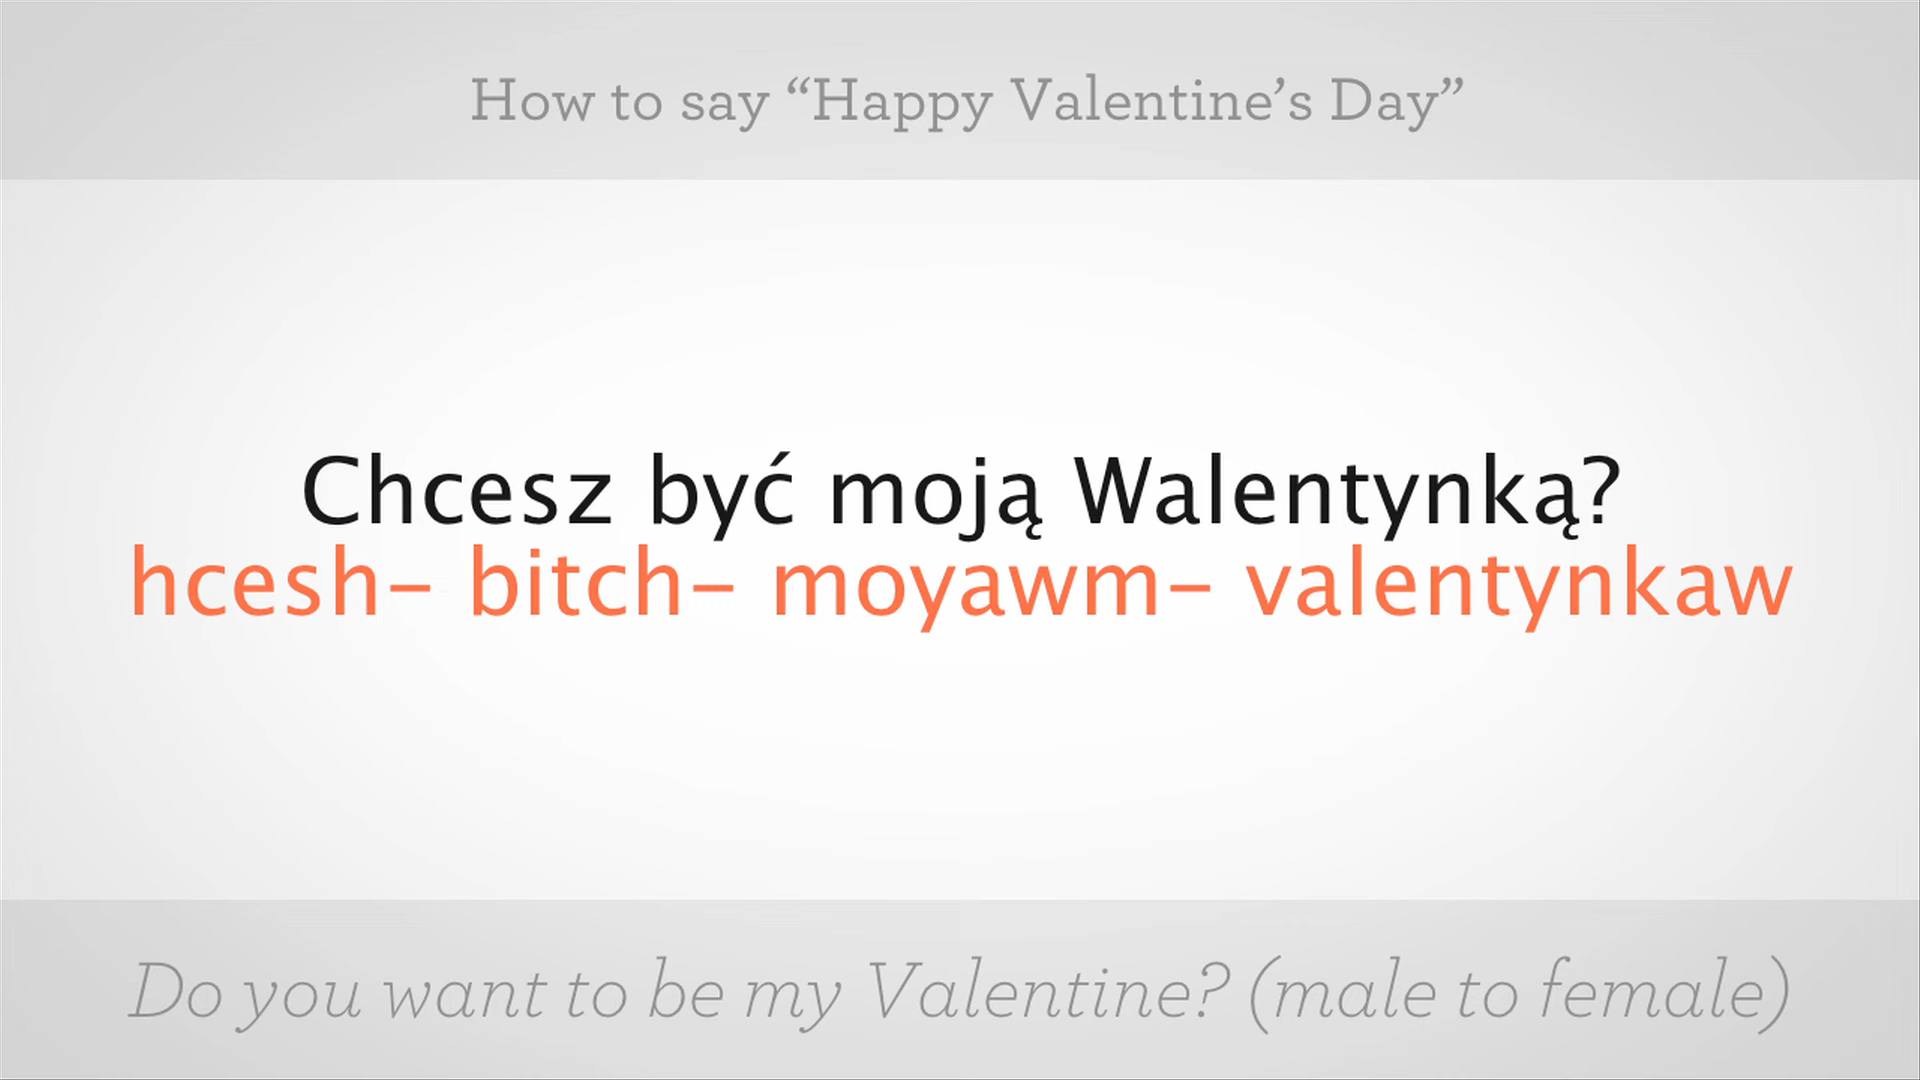 How to say “Happy Valentine’s Day”
Chcesz być moją Walentynką?
hcesh- bitch- moyawm- valentynkaw
Do you want to be my Valentine? (male to female)